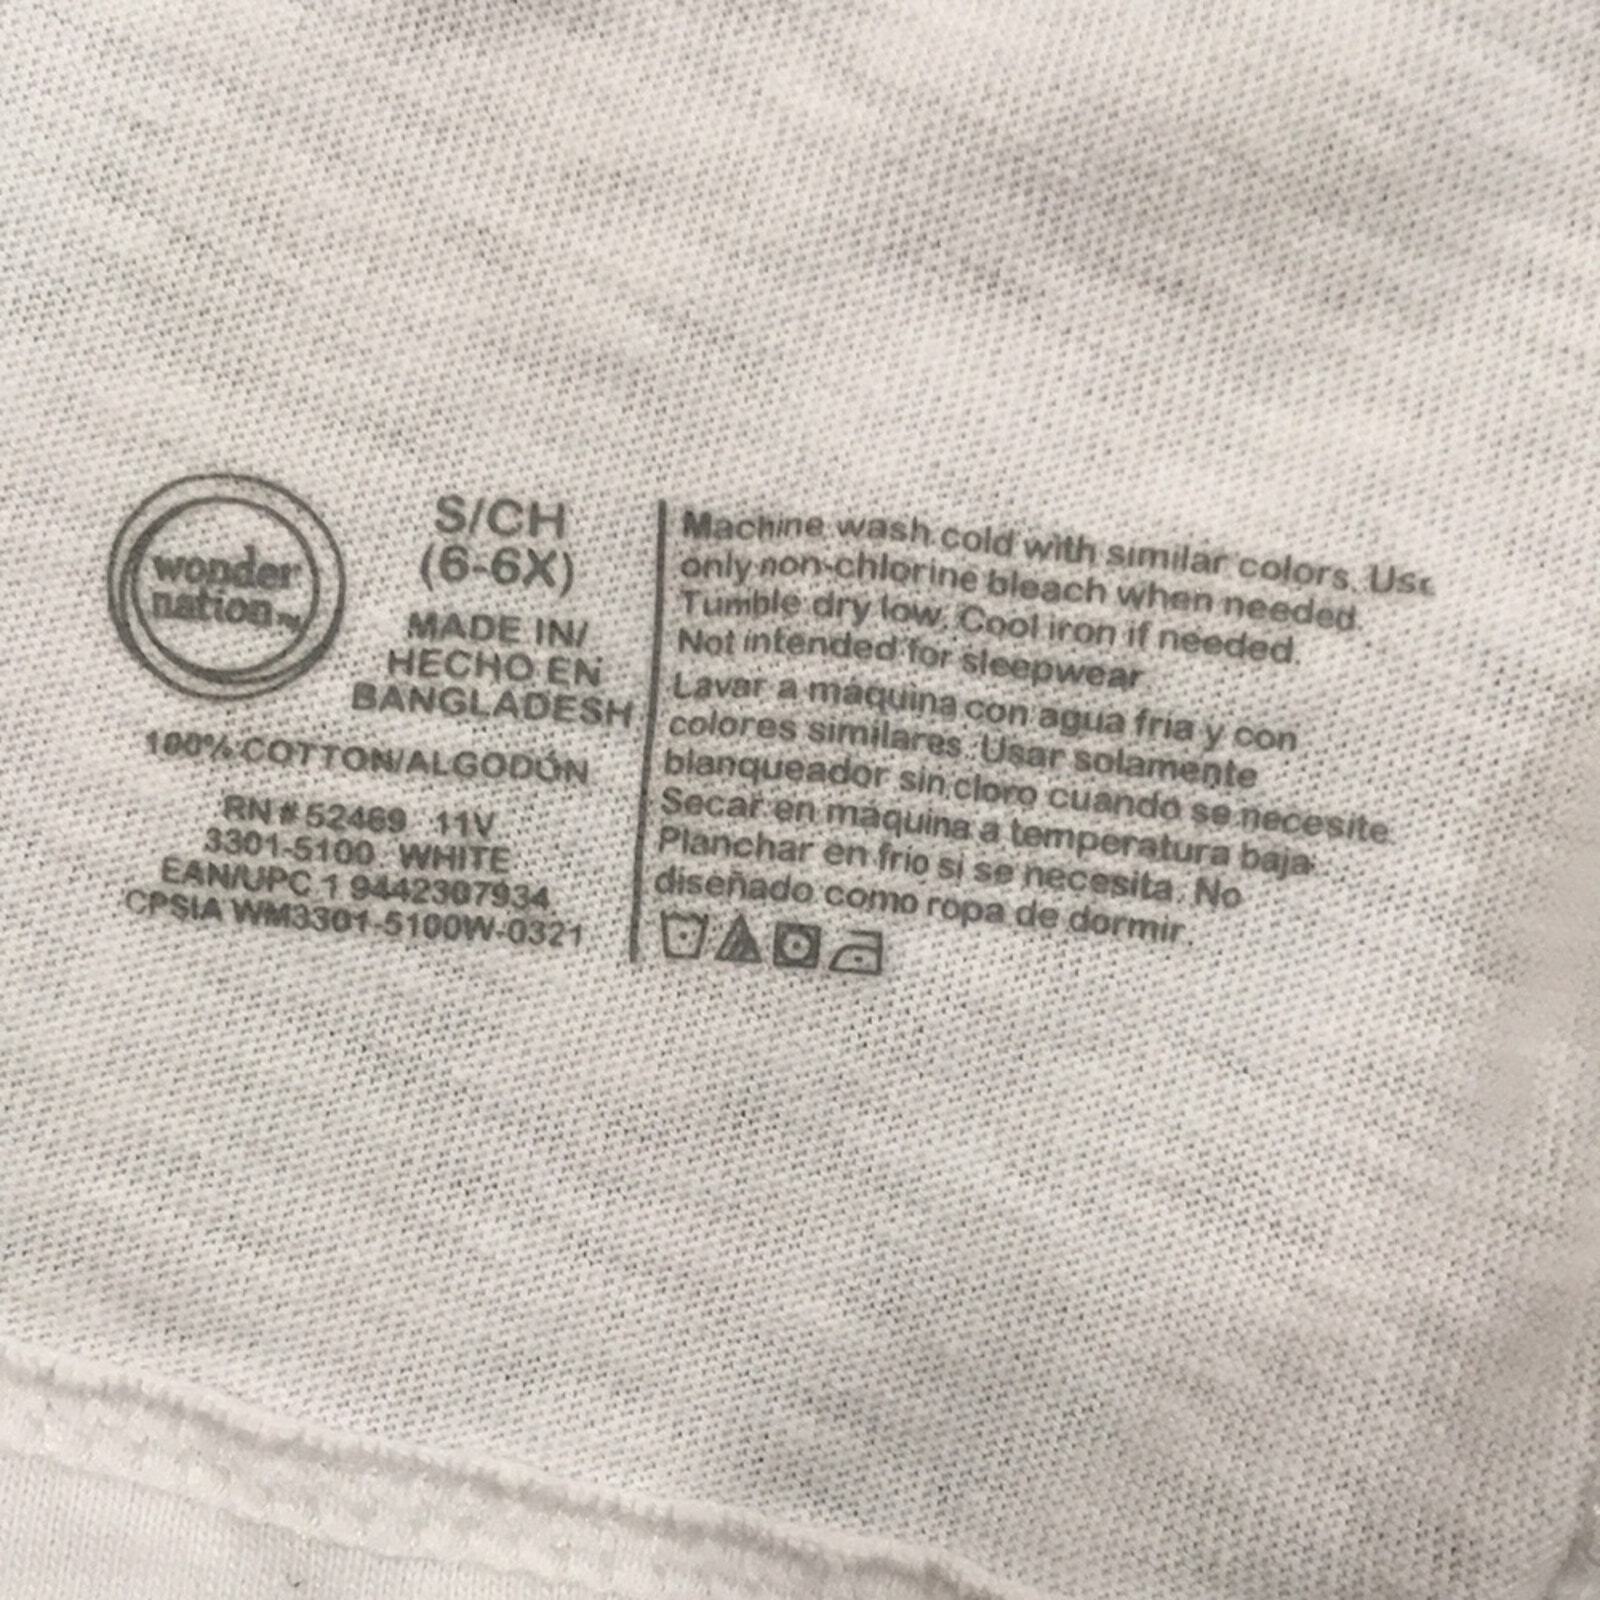 wonder
nation™
S/CH
(6-6X)
MADE IN/
HECHO EN
BANGLADESH
100% COTTON/ALGODÓN
RN # 52469 11V
3301-5100 WHITE
EAN/UPC 1 9442307934
CPSIA WM3301-5100W-0321
Machine wash cold with similar colors. Use
only non-chlorine bleach when needed.
Tumble dry low. Cool iron if needed.
Not intended for sleepwear
Lavar a máquina con agua fría y con
colores similares. Usar solamente
blanqueador sin cloro cuando se necesite.
Secar en máquina a temperatura baja.
Planchar en frío si se necesita. No
diseñado como ropa de dormir.